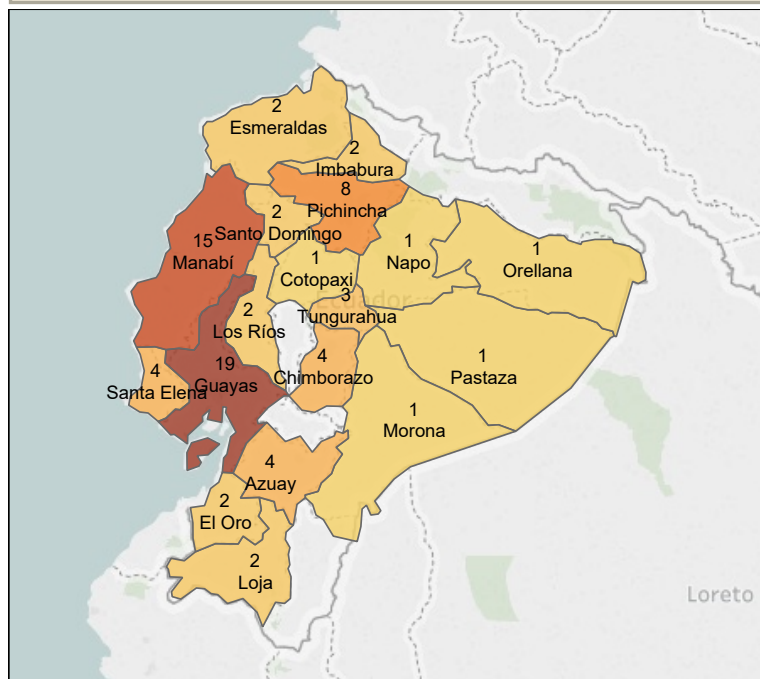 2
Esmeraldas
2
Imbabura
8
Pichincha
2
Santo Domingo
15
Manabí
1
Cotopaxi
1
Napo
1
Orellana
Ecuador
3
Tungurahua
2
Los Ríos
4
Chimborazo
1
Pastaza
4
Santa Elena
19
Guayas
1
Morona
4
Azuay
2
El Oro
2
Loja
Loreto